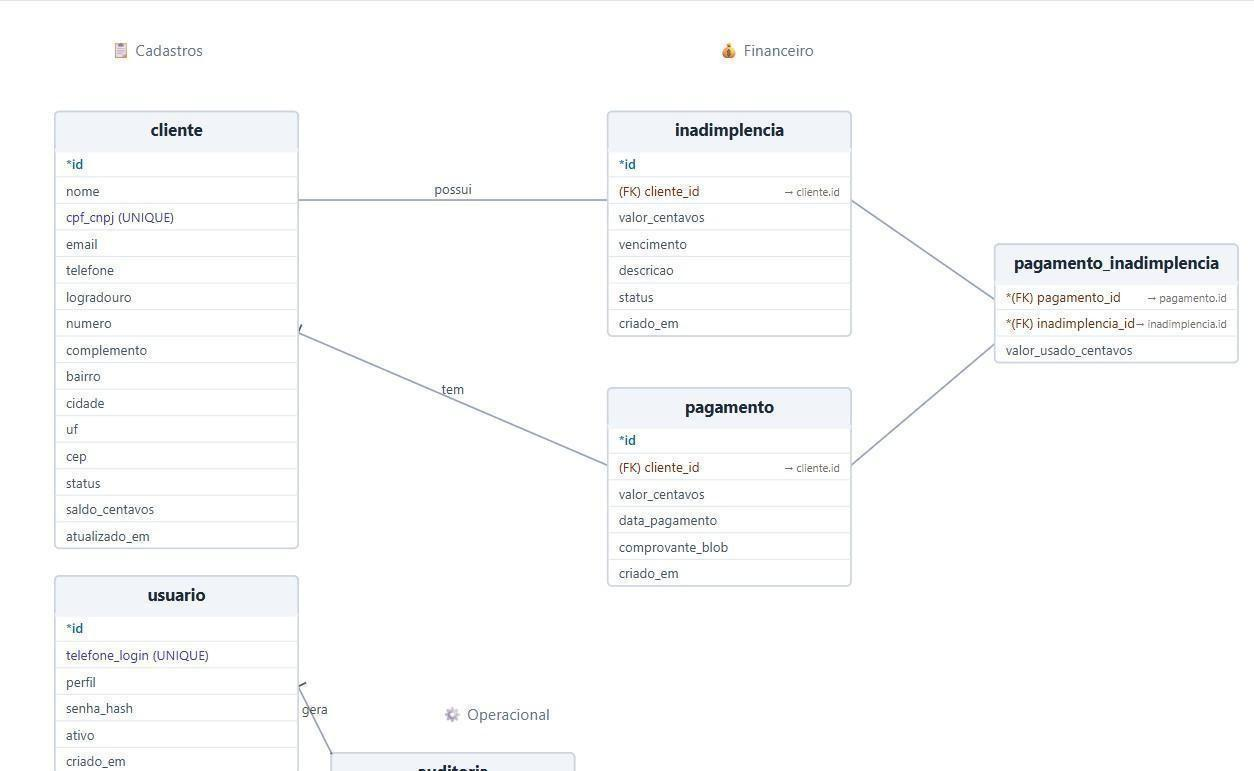 Cadastros
Financeiro
cliente
*id
nome
cpf_cnpj (UNIQUE)
email
telefone
logradouro
numero
complemento
bairro
cidade
uf
cep
status
saldo_centavos
atualizado_em
possui
tem
inadimplencia
*id
(FK) cliente_id → cliente.id
valor_centavos
vencimento
descricao
status
criado_em
pagamento
*id
(FK) cliente_id → cliente.id
valor_centavos
data_pagamento
comprovante_blob
criado_em
pagamento_inadimplencia
*(FK) pagamento_id → pagamento.id
*(FK) inadimplencia_id→ inadimplencia.id
valor_usado_centavos
usuario
*id
telefone_login (UNIQUE)
perfil
senha_hash
ativo
criado_em
gera
Operacional
auditoria